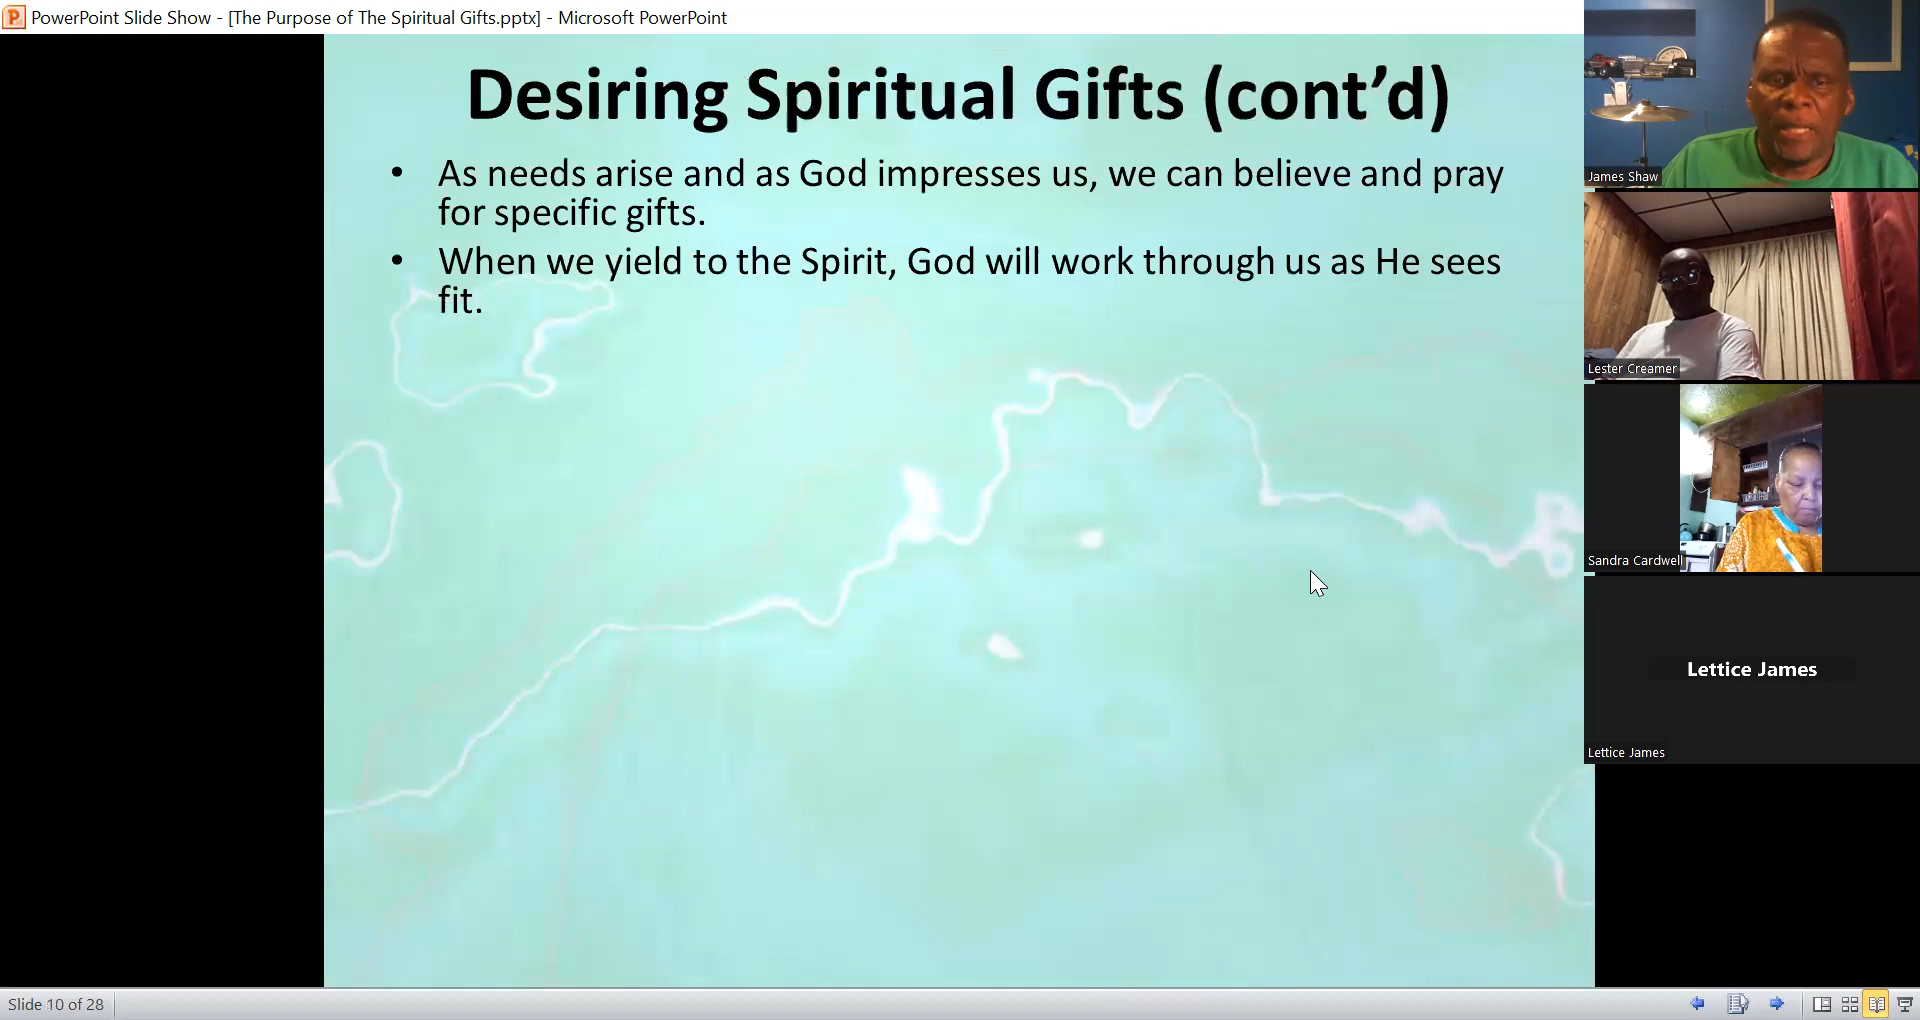 PowerPoint Slide Show - [The Purpose of The Spiritual Gifts.pptx] - Microsoft PowerPoint
Desiring Spiritual Gifts (cont’d)
• As needs arise and as God impresses us, we can believe and pray
for specific gifts.
• When we yield to the Spirit, God will work through us as He sees
fit.
James Shaw
Lester Creamer
Sandra Cardwell
Lettice James
Lettice James
Slide 10 of 28